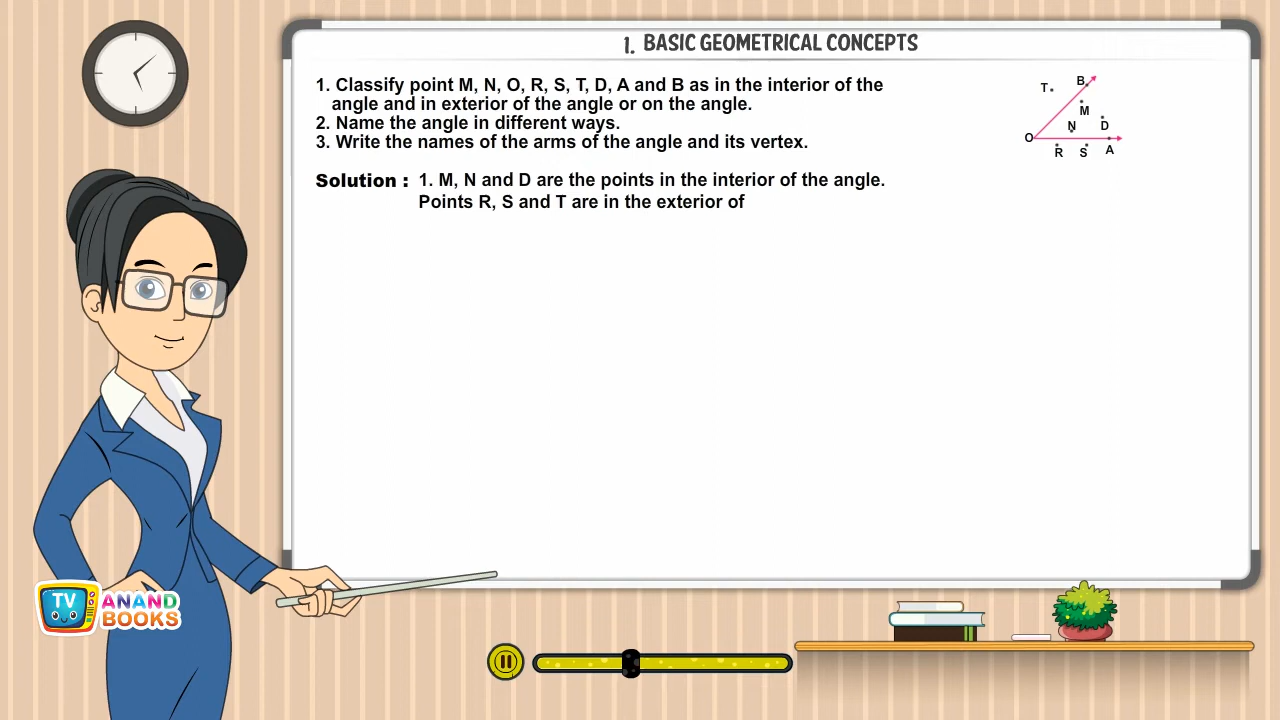 1. BASIC GEOMETRICAL CONCEPTS
1. Classify point M, N, O, R, S, T, D, A and B as in the interior of the
angle and in exterior of the angle or on the angle.
2. Name the angle in different ways.
3. Write the names of the arms of the angle and its vertex.
T B
M
N D
O
R S A
Solution : 1. M, N and D are the points in the interior of the angle.
Points R, S and T are in the exterior of
TV ANAND
BOOKS